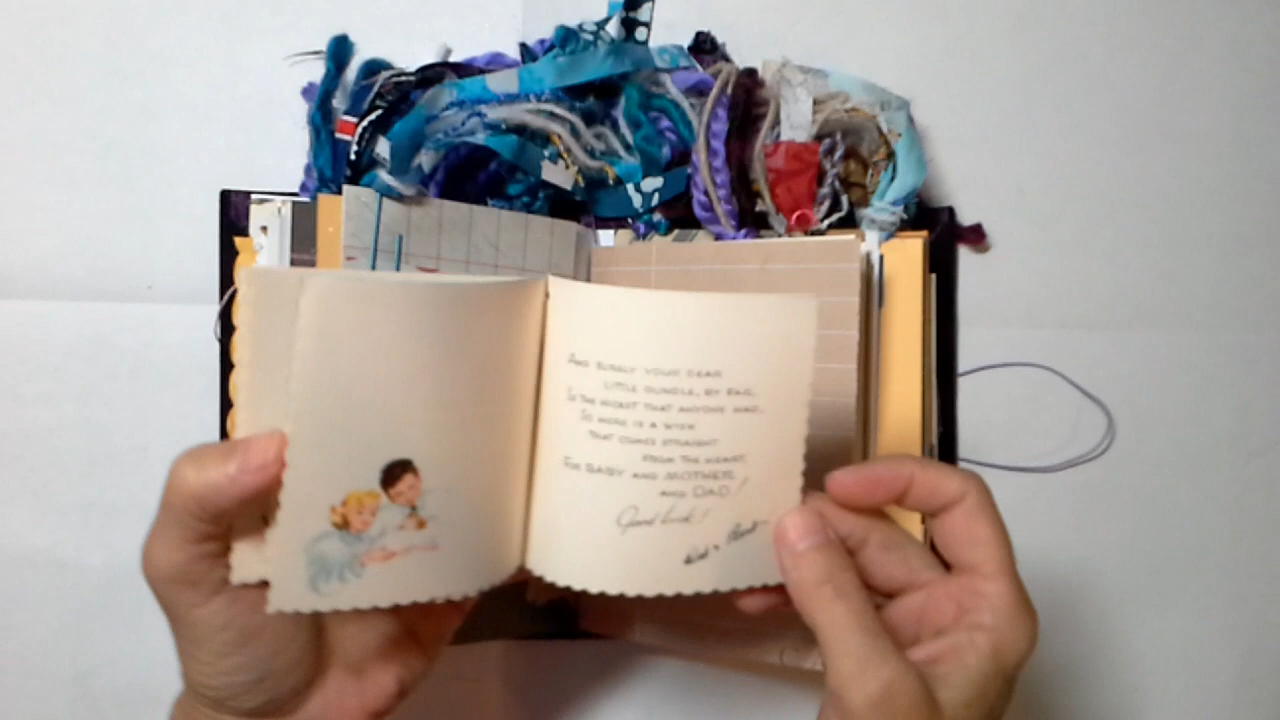 AND SURELY YOUR DEAR
LITTLE BUNDLE, BY FAR,
IS THE NICEST THAT ANYONE HAD,
SO HERE IS A WISH
THAT COMES STRAIGHT
FROM THE HEART,
FOR BABY AND MOTHER
AND DAD!
Good Luck!